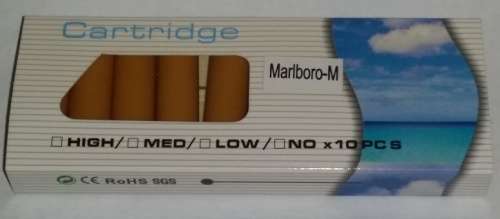 Cartridge
Marlboro-M
☐ HIGH/☐ MED/☐ LOW/☐ NO x10PCS
CE RoHS SGS